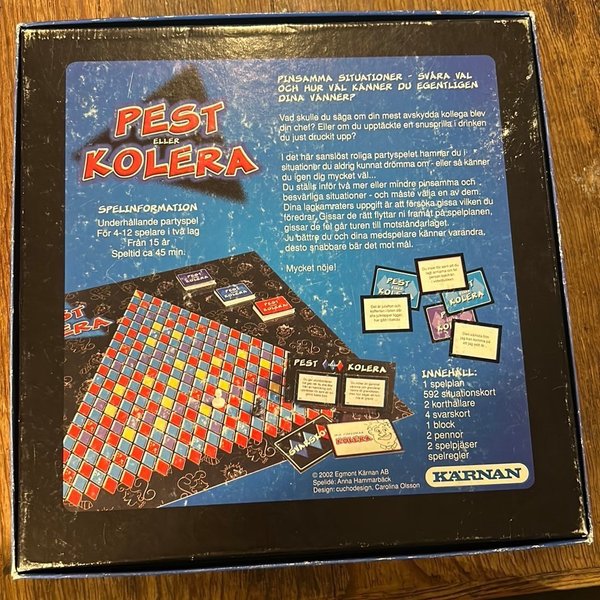 PEST
ELLER
KOLERA
SPELINFORMATION
Underhållande partyspel
För 4-12 spelare i två lag
Från 15 år
Speltid ca 45 min.
PINSAMMA SITUATIONER - SVÅRA VAL
OCH HUR VÄL KÄNNER DU EGENTLIGEN
DINA VÄNNER?
Vad skulle du säga om din mest avskydda kollega blev
din chef? Eller om du upptäckte en snusprilla i drinken
du just druckit upp?
I det här sanslöst roliga partyspelet hamnar du i
situationer du aldrig kunnat drömma om- eller så känner
du igen dig mycket väl...
Du ställs inför två mer eller mindre pinsamma och
besvärliga situationer - och måste välja en av dem.
Dina lagkamraters uppgift är att försöka gissa vilken du
föredrar. Gissar de rätt flyttar ni framåt på spelplanen,
gissar de fel går turen till motståndarlaget.
Ju bättre du och dina medspelare känner varandra,
desto snabbare bär det mot mål.
Mycket nöje!
PEST
KOLERA
KOLERA
PEST KOLERA
KOLERA
INNEHÅLL:
1 spelplan
592 situationskort
2 korthållare
4 svarskort
1 block
2 pennor
2 spelpjäser
spelregler
KÄRNAN
© 2002 Egmont Kärnan AB
Spelidé: Anna Hammarbäck
Design: cuchodesign, Carolina Olsson